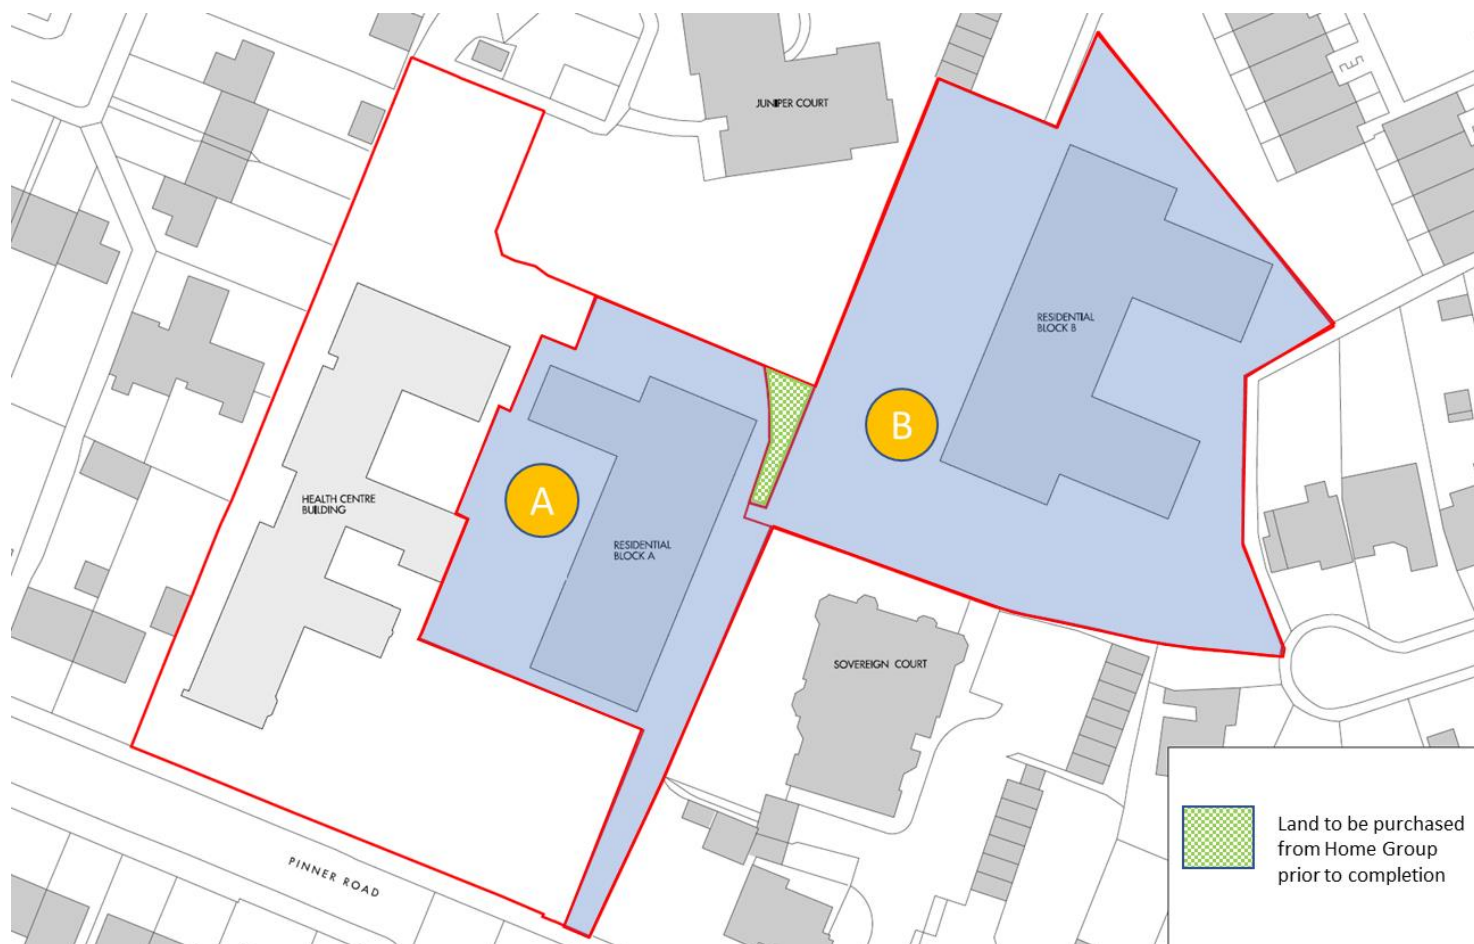 JUNIPER COURT
RESIDENTIAL
BLOCK B
B
HEALTH CENTRE
BUILDING
A
RESIDENTIAL
BLOCK A
SOVEREIGN COURT
PINNER ROAD
Land to be purchased
from Home Group
prior to completion